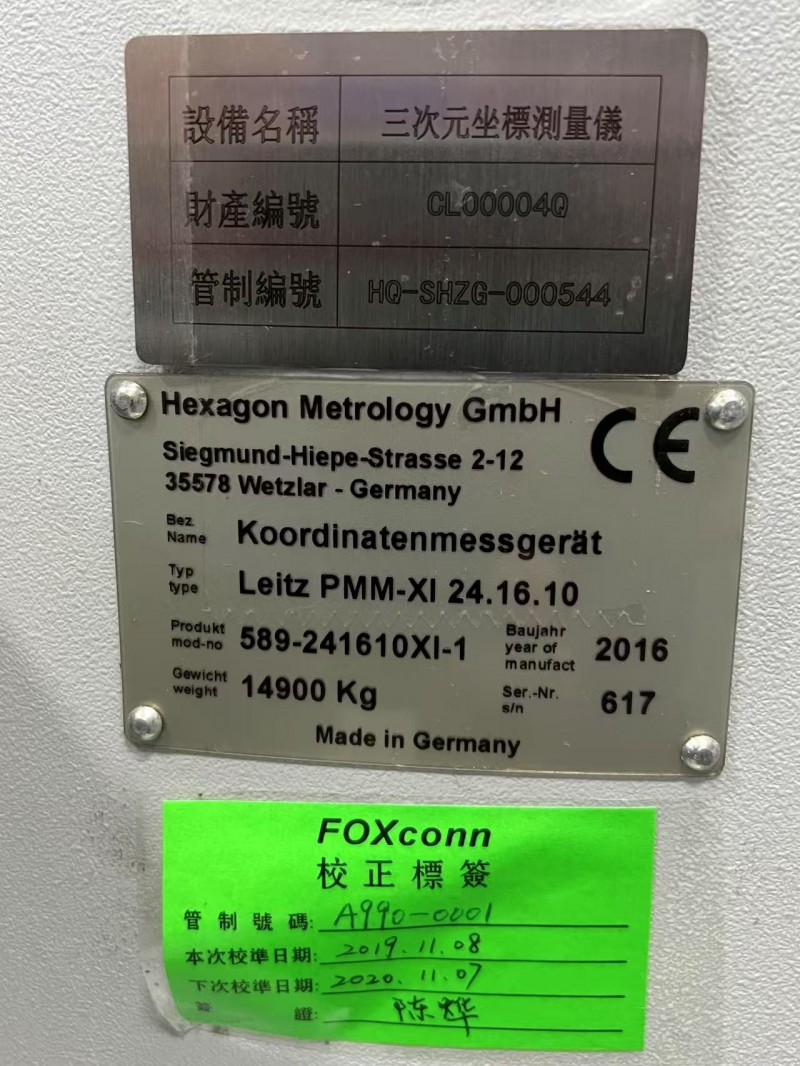 設備名稱 三次元坐標測量儀
財產編號 CL00004Q
管制編號 HQ-SHZG-000544
Hexagon Metrology GmbH CE
Siegmund-Hiepe-Strasse 2-12
35578 Wetzlar - Germany
Bez. Name Koordinatenmessgerät
Typ type Leitz PMM-XI 24.16.10
Produkt mod-no 589-241610XI-1 Baujahr year of manufact 2016
Gewicht weight 14900 Kg Ser.-Nr. s/n 617
Made in Germany
FOXconn
校正標簽
管制號碼: A990-0001
本次校準日期: 2019.11.08
下次校準日期: 2020.11.07
簽證: 陈